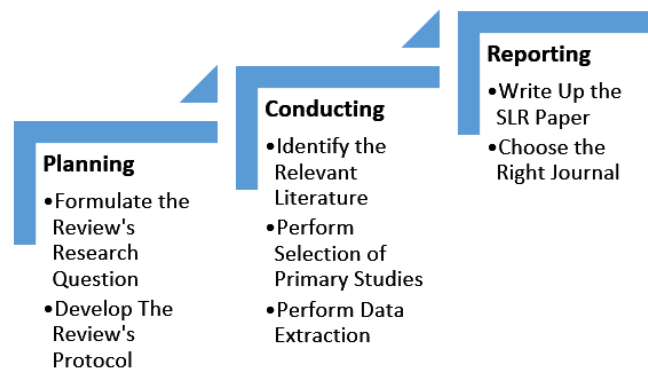 Planning
•Formulate the
Review's
Research
Question
•Develop The
Review's
Protocol
Conducting
•Identify the
Relevant
Literature
•Perform
Selection of
Primary Studies
•Perform Data
Extraction
Reporting
•Write Up the
SLR Paper
•Choose the
Right Journal